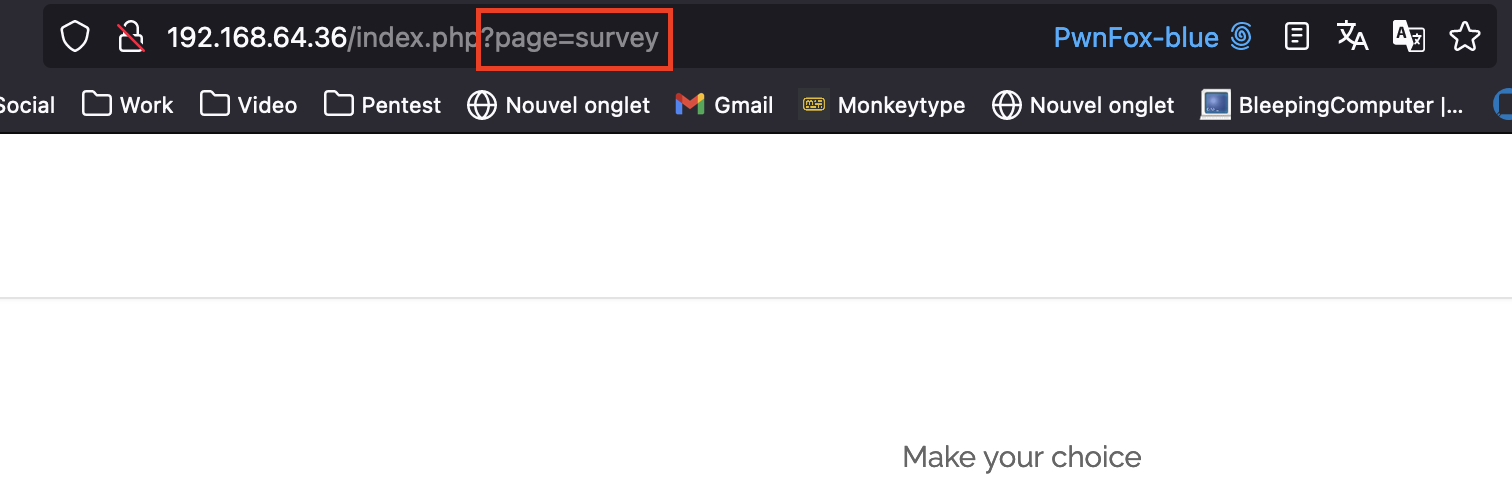 192.168.64.36/index.php?page=survey PwnFox-blue
Social Work Video Pentest Nouvel onglet Gmail Monkeytype Nouvel onglet BleepingComputer |...
Make your choice